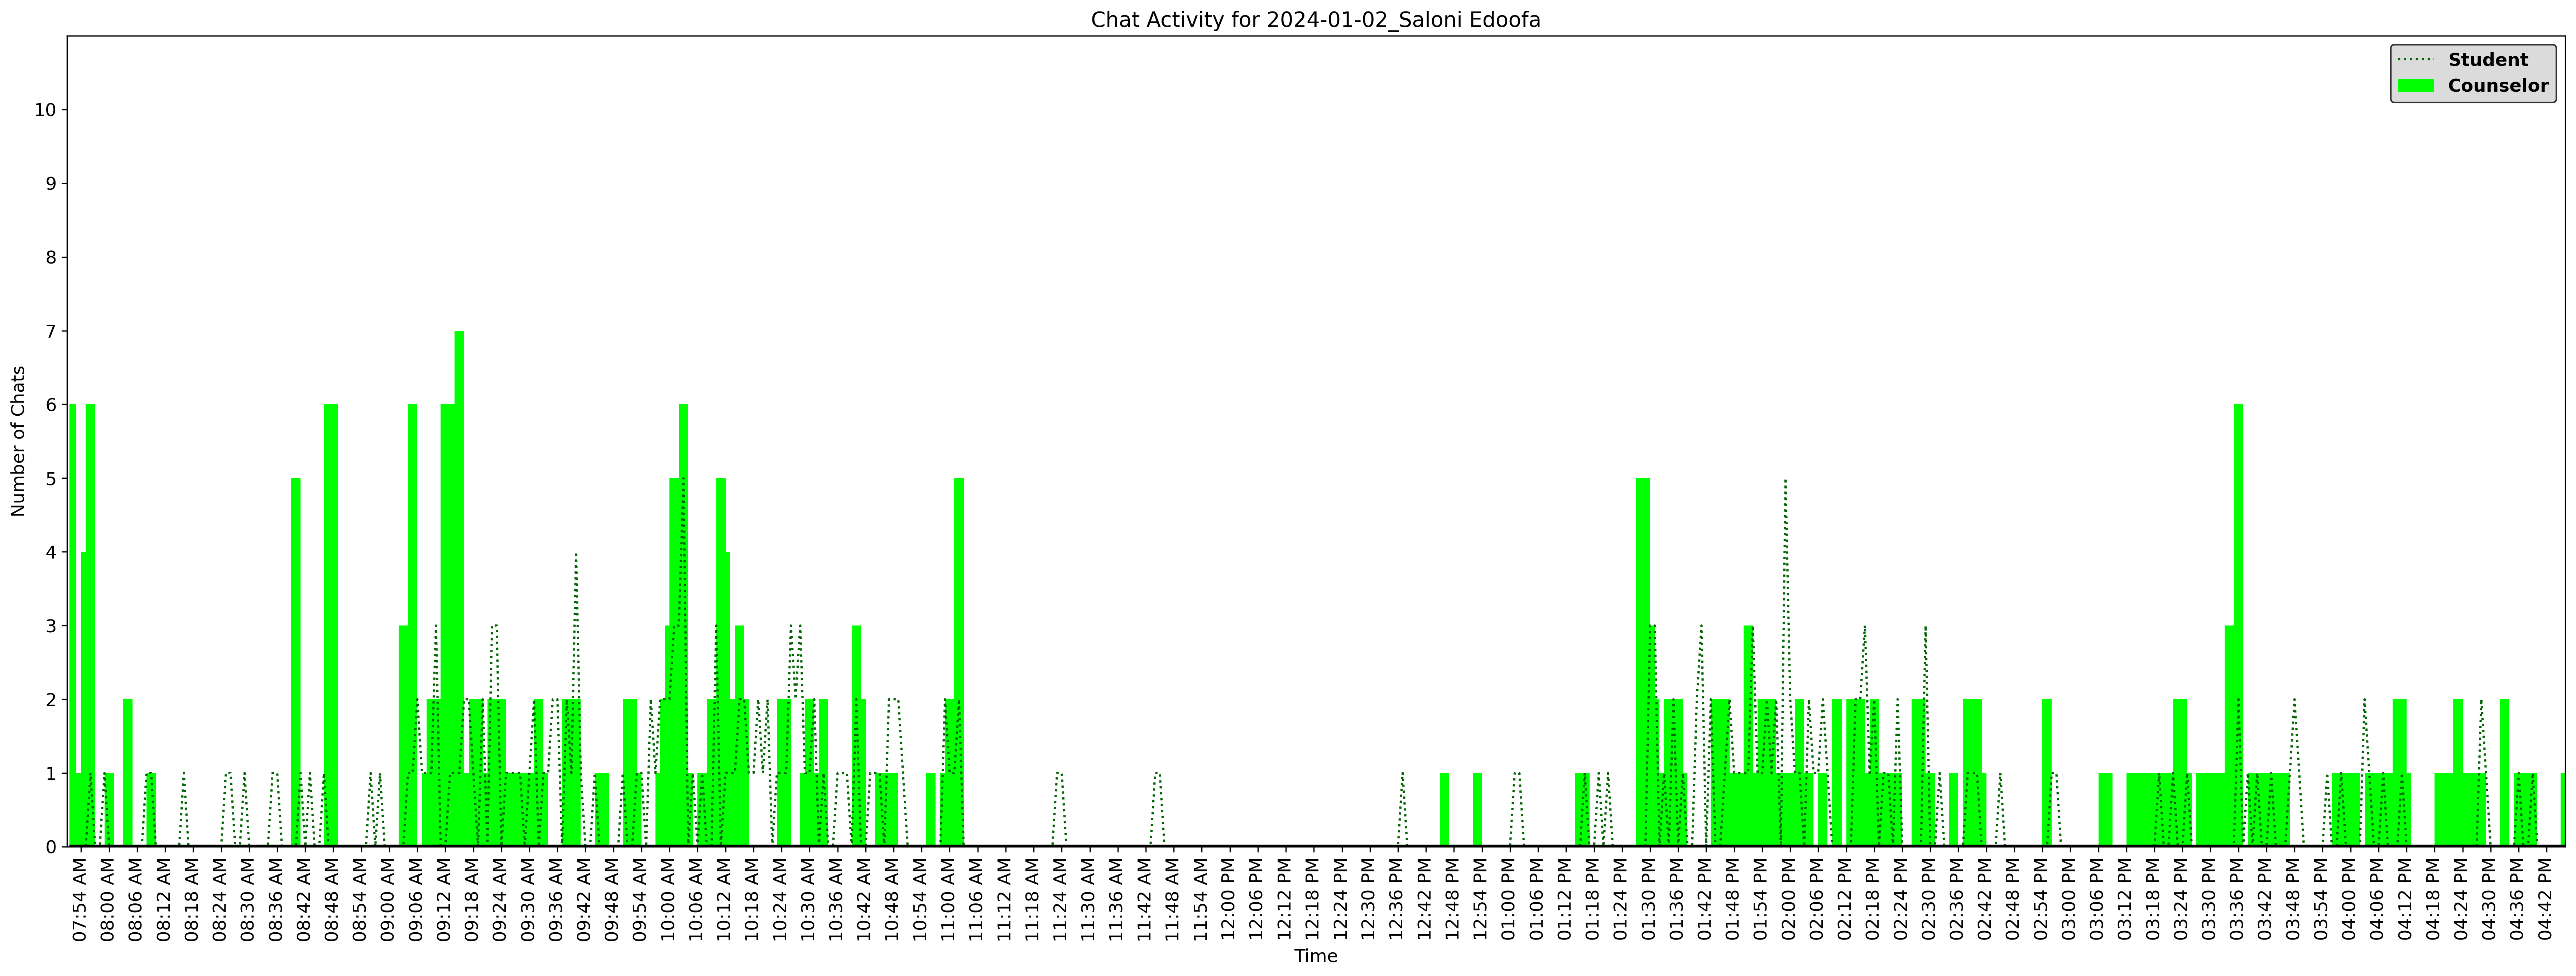 Chat Activity for 2024-01-02_Saloni Edoofa
Student
Counselor
Number of Chats
10
9
8
7
6
5
4
3
2
1
0
07:54 AM
08:00 AM
08:06 AM
08:12 AM
08:18 AM
08:24 AM
08:30 AM
08:36 AM
08:42 AM
08:48 AM
08:54 AM
09:00 AM
09:06 AM
09:12 AM
09:18 AM
09:24 AM
09:30 AM
09:36 AM
09:42 AM
09:48 AM
09:54 AM
10:00 AM
10:06 AM
10:12 AM
10:18 AM
10:24 AM
10:30 AM
10:36 AM
10:42 AM
10:48 AM
10:54 AM
11:00 AM
11:06 AM
11:12 AM
11:18 AM
11:24 AM
11:30 AM
11:36 AM
11:42 AM
11:48 AM
11:54 AM
12:00 PM
12:06 PM
12:12 PM
12:18 PM
12:24 PM
12:30 PM
12:36 PM
12:42 PM
12:48 PM
12:54 PM
01:00 PM
01:06 PM
01:12 PM
01:18 PM
01:24 PM
01:30 PM
01:36 PM
01:42 PM
01:48 PM
01:54 PM
02:00 PM
02:06 PM
02:12 PM
02:18 PM
02:24 PM
02:30 PM
02:36 PM
02:42 PM
02:48 PM
02:54 PM
03:00 PM
03:06 PM
03:12 PM
03:18 PM
03:24 PM
03:30 PM
03:36 PM
03:42 PM
03:48 PM
03:54 PM
04:00 PM
04:06 PM
04:12 PM
04:18 PM
04:24 PM
04:30 PM
04:36 PM
04:42 PM
Time